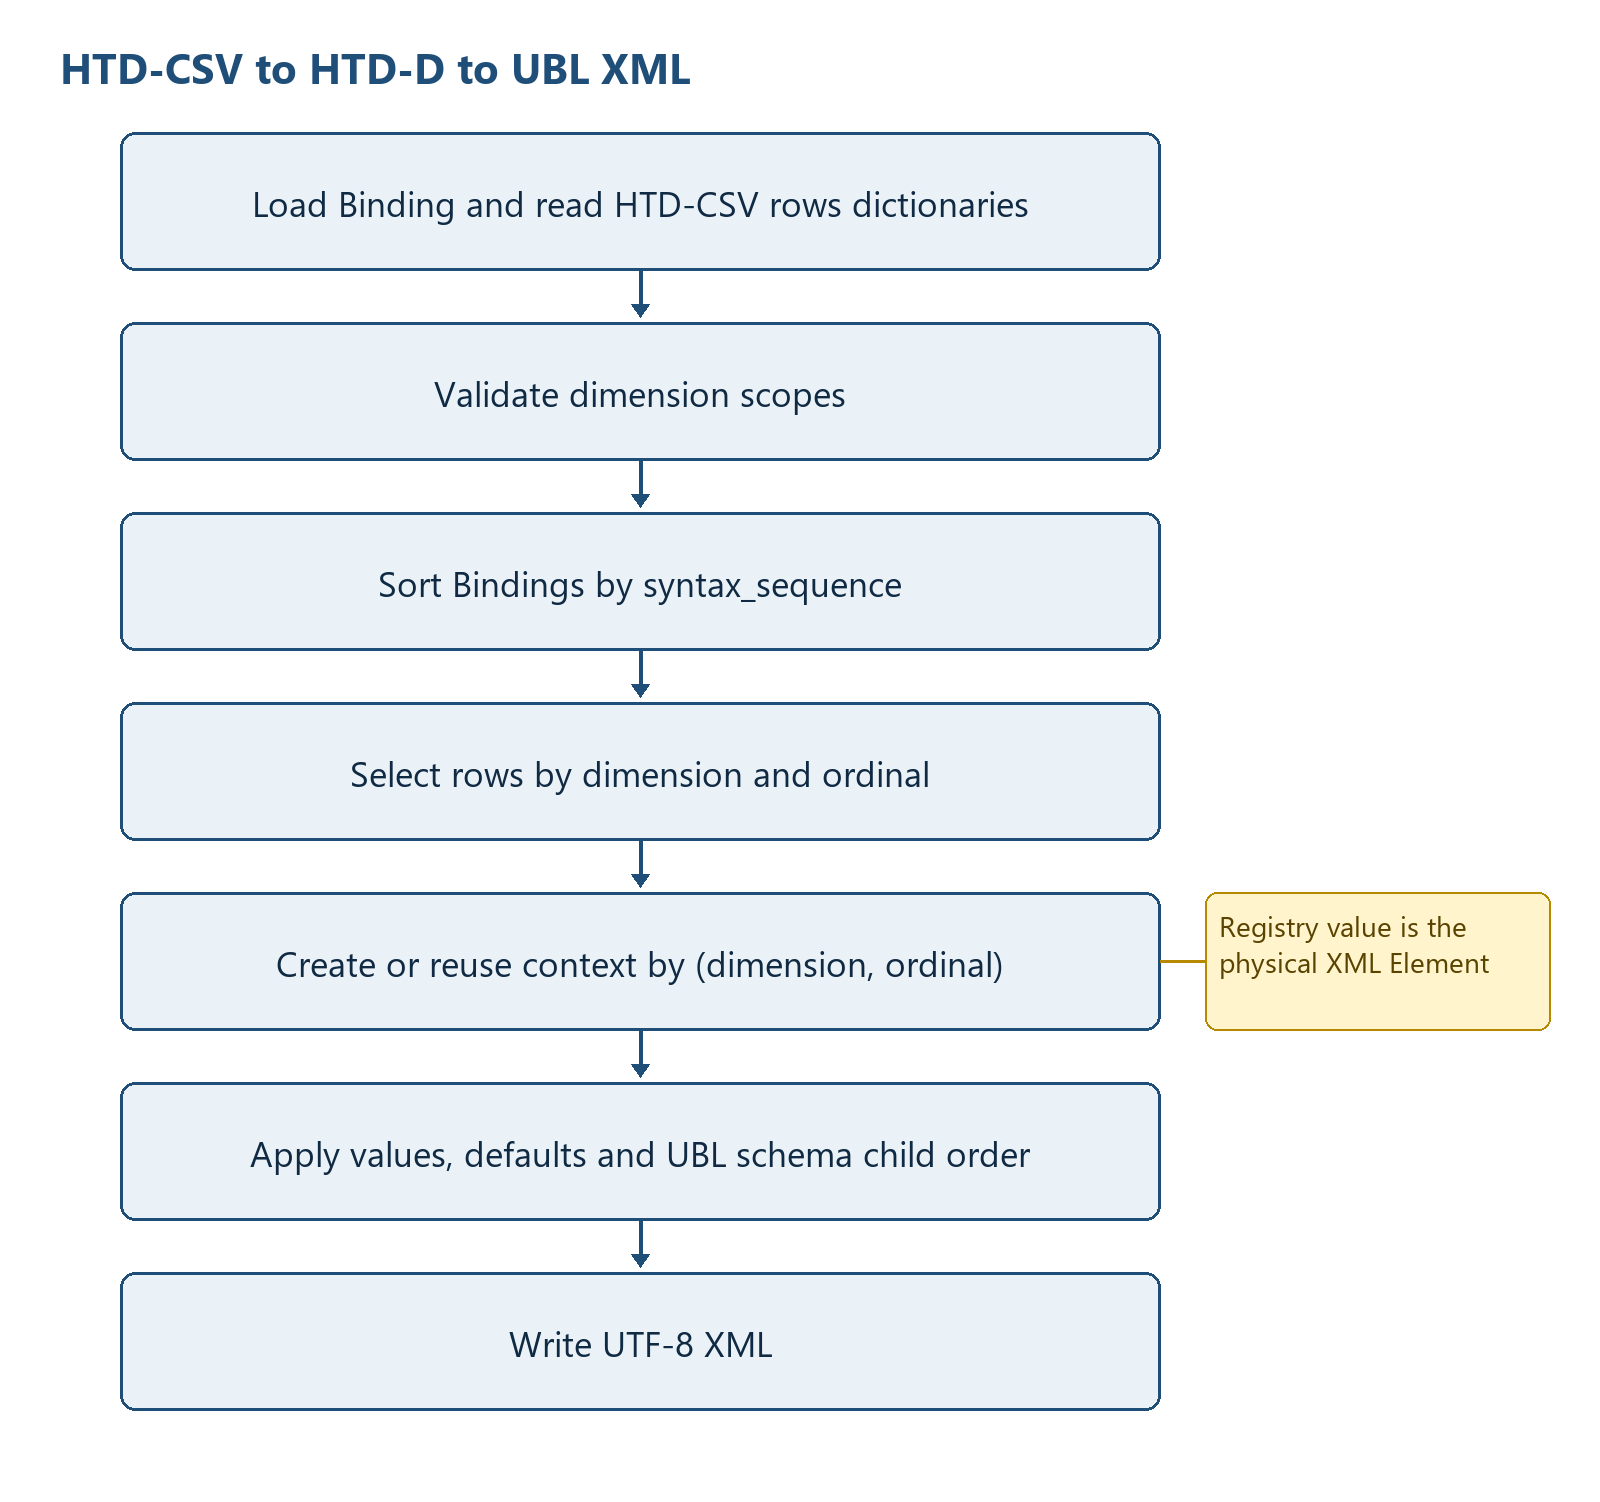 HTD-CSV to HTD-D to UBL XML
Load Binding and read HTD-CSV rows dictionaries
Validate dimension scopes
Sort Bindings by syntax_sequence
Select rows by dimension and ordinal
Create or reuse context by (dimension, ordinal)
Registry value is the
physical XML Element
Apply values, defaults and UBL schema child order
Write UTF-8 XML